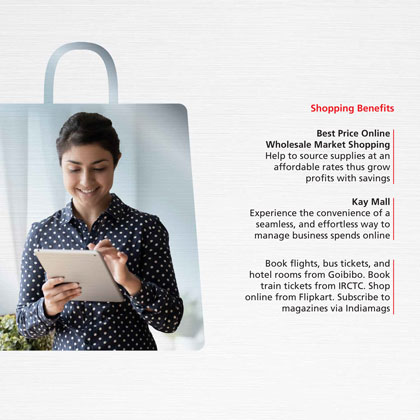 Shopping Benefits
Best Price Online
Wholesale Market Shopping
Help to source supplies at an
affordable rates thus grow
profits with savings
Kay Mall
Experience the convenience of a
seamless, and effortless way to
manage business spends online
Book flights, bus tickets, and
hotel rooms from Goibibo. Book
train tickets from IRCTC. Shop
online from Flipkart. Subscribe to
magazines via Indiamags